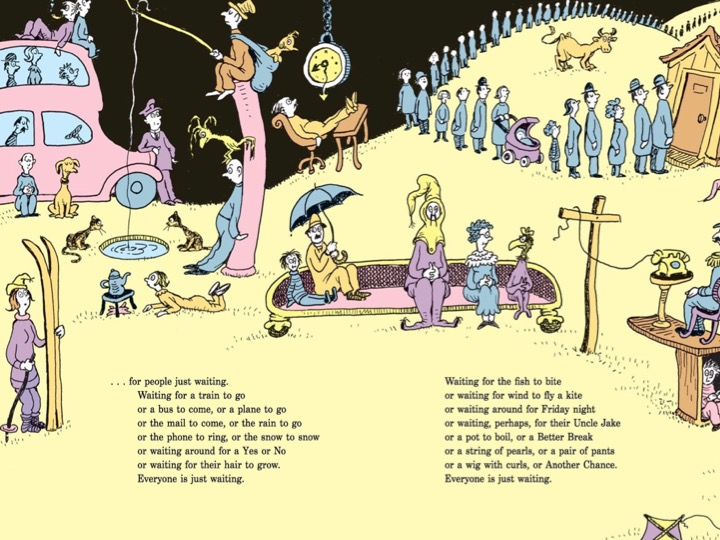 . . . for people just waiting.
Waiting for a train to go
or a bus to come, or a plane to go
or the mail to come, or the rain to go
or the phone to ring, or the snow to snow
or waiting around for a Yes or No
or waiting for their hair to grow.
Everyone is just waiting.
Waiting for the fish to bite
or waiting for wind to fly a kite
or waiting around for Friday night
or waiting, perhaps, for their Uncle Jake
or a pot to boil, or a Better Break
or a string of pearls, or a pair of pants
or a wig with curls, or Another Chance.
Everyone is just waiting.